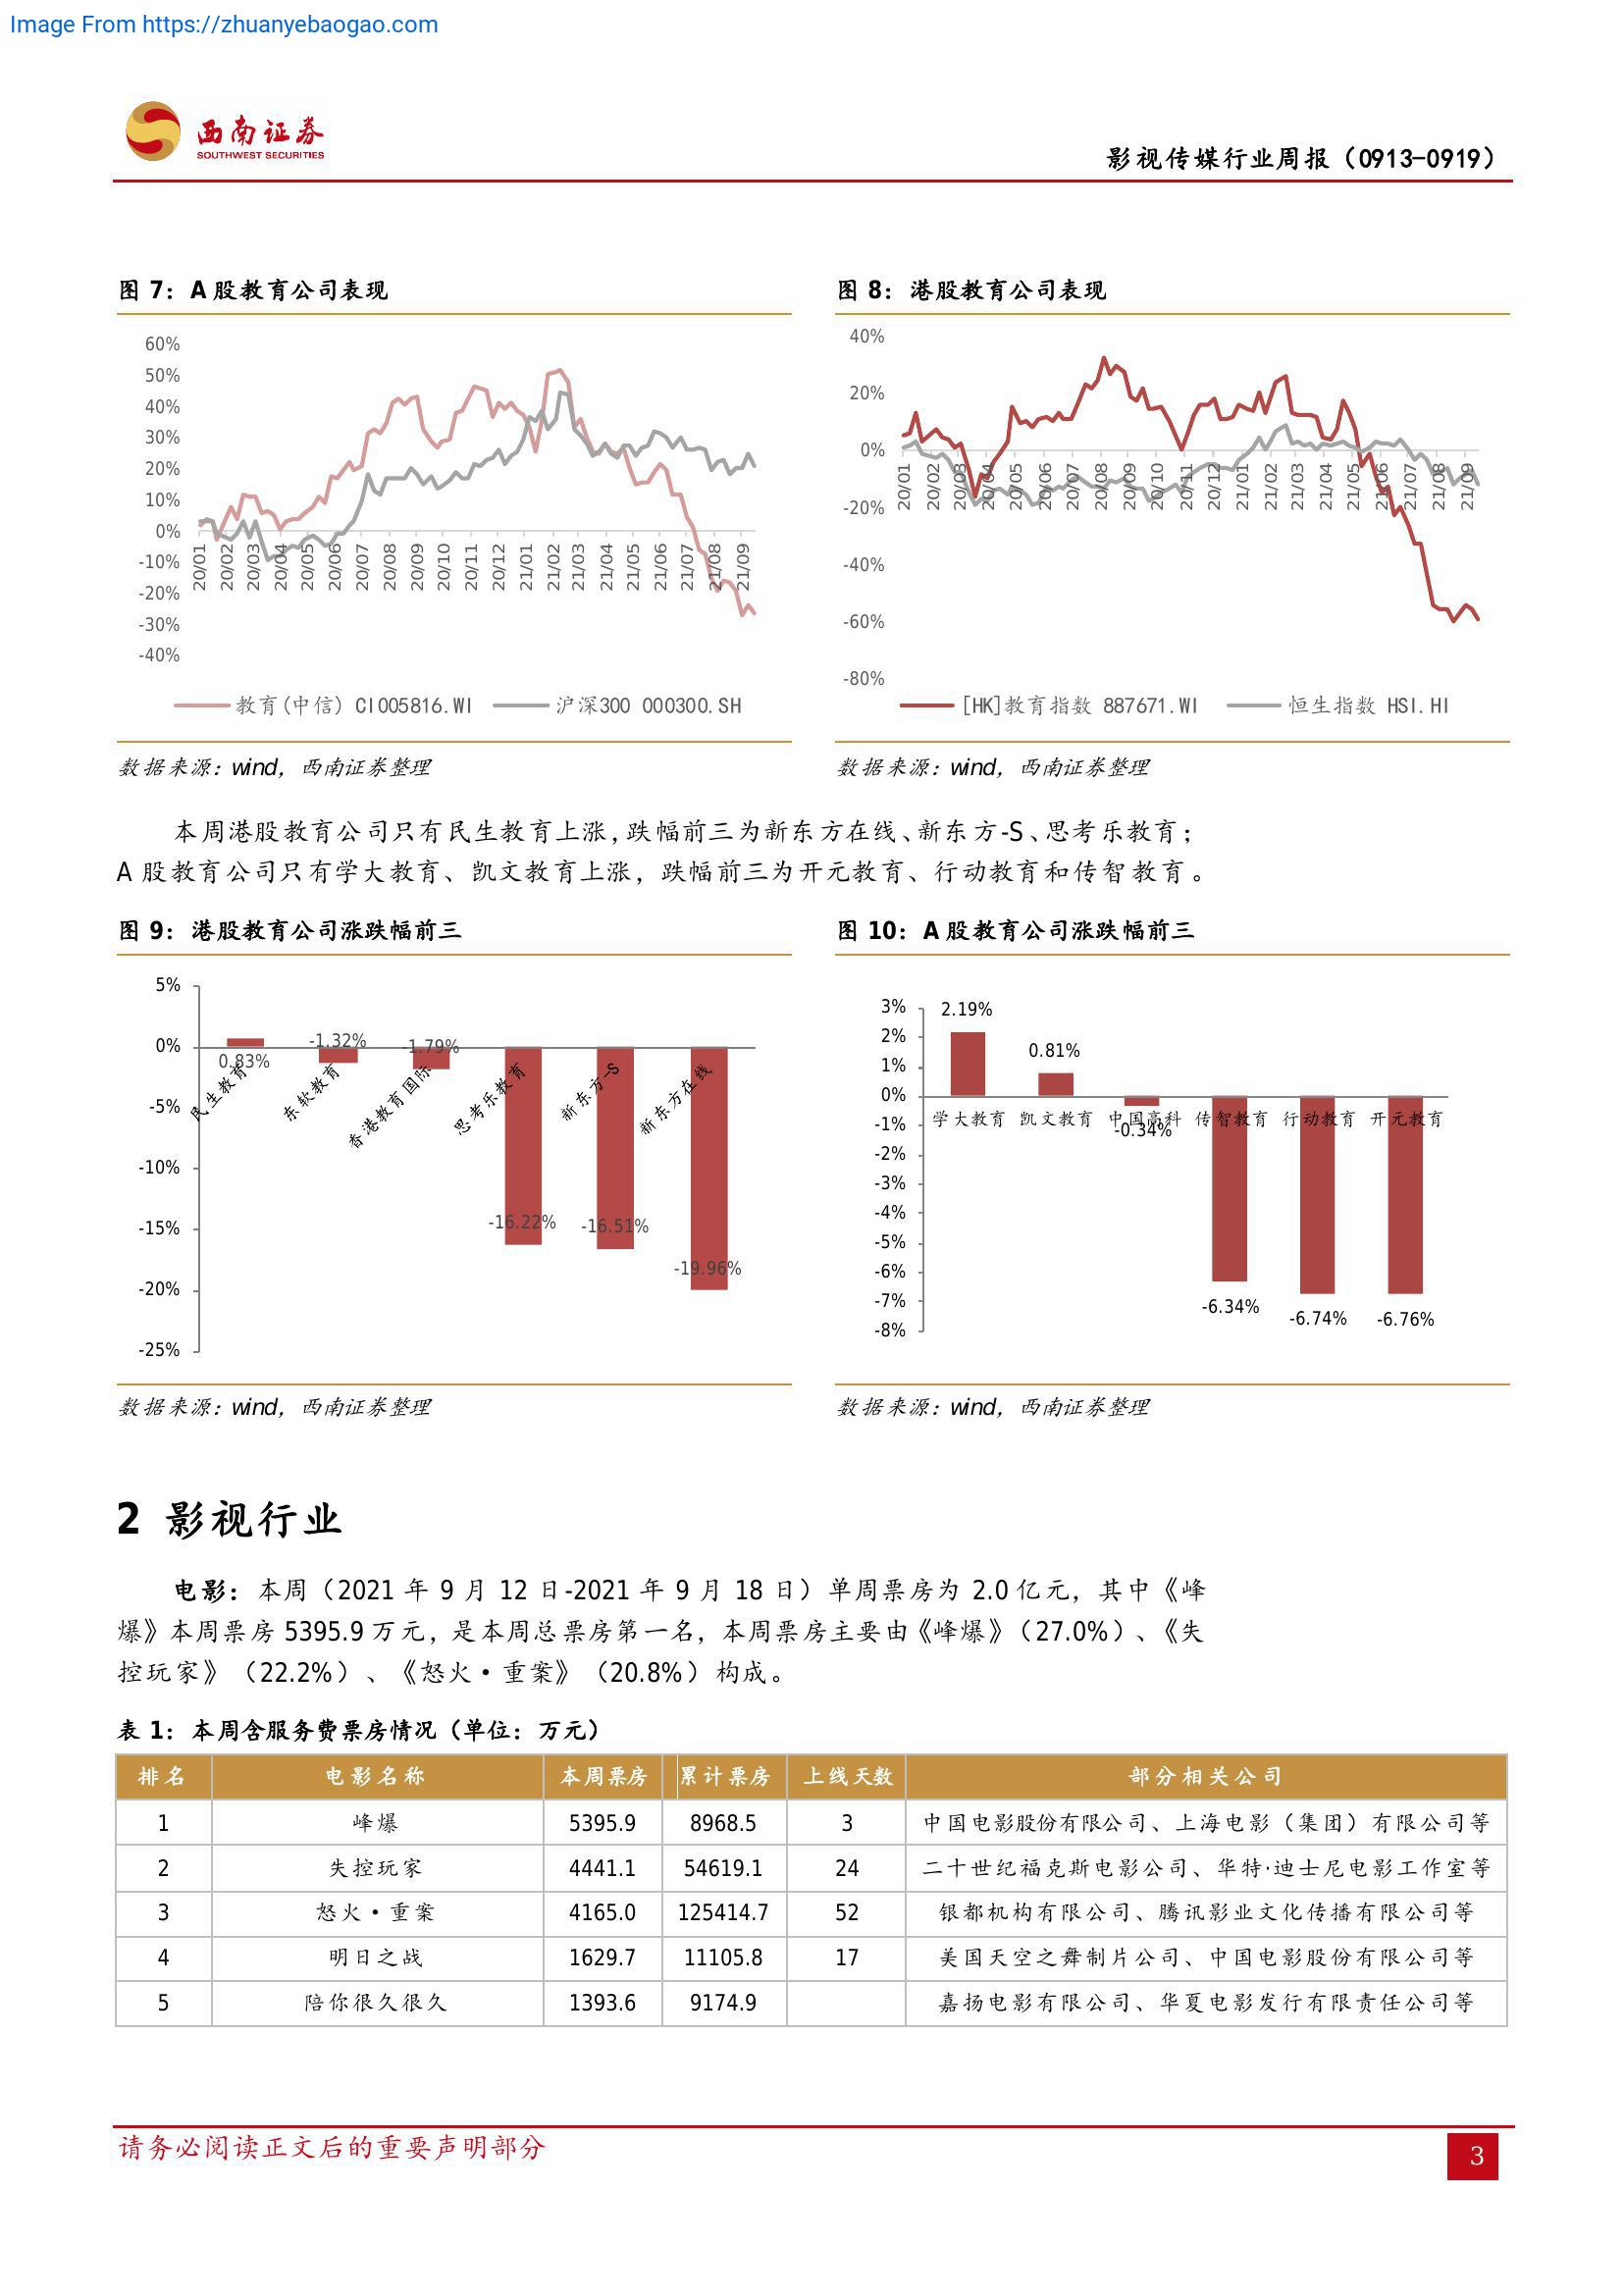 Image From https://zhuanyebaogao.com
西南证券
SOUTHWEST SECURITIES
影视传媒行业周报（0913-0919）
图 7：A 股教育公司表现
60%
50%
40%
30%
20%
10%
0%
-10%
-20%
-30%
-40%
20/01 20/02 20/03 20/04 20/05 20/06 20/07 20/08 20/09 20/10 20/11 20/12 21/01 21/02 21/03 21/04 21/05 21/06 21/07 21/08 21/09
教育(中信) CI005816.WI 沪深300 000300.SH
数据来源：wind，西南证券整理
图 8：港股教育公司表现
40%
20%
0%
-20%
-40%
-60%
-80%
20/01 20/02 20/03 20/04 20/05 20/06 20/07 20/08 20/09 20/10 20/11 20/12 21/01 21/02 21/03 21/04 21/05 21/06 21/07 21/08 21/09
[HK]教育指数 887671.WI 恒生指数 HSI.HI
数据来源：wind，西南证券整理
本周港股教育公司只有民生教育上涨，跌幅前三为新东方在线、新东方-S、思考乐教育；
A 股教育公司只有学大教育、凯文教育上涨，跌幅前三为开元教育、行动教育和传智教育。
图 9：港股教育公司涨跌幅前三
5%
0%
-5%
-10%
-15%
-20%
-25%
0.83% -1.32% -1.79% -16.22% -16.51% -19.96%
民生教育 东软教育 香港教育国际 思考乐教育 新东方-S 新东方在线
数据来源：wind，西南证券整理
图 10：A 股教育公司涨跌幅前三
3%
2%
1%
0%
-1%
-2%
-3%
-4%
-5%
-6%
-7%
-8%
2.19% 0.81% -0.34% -6.34% -6.74% -6.76%
学大教育 凯文教育 中国高科 传智教育 行动教育 开元教育
数据来源：wind，西南证券整理
2 影视行业
电影：本周（2021 年 9 月 12 日-2021 年 9 月 18 日）单周票房为 2.0 亿元，其中《峰
爆》本周票房 5395.9 万元，是本周总票房第一名，本周票房主要由《峰爆》（27.0%）、《失
控玩家》（22.2%）、《怒火·重案》（20.8%）构成。
表 1：本周含服务费票房情况（单位：万元）
排名 电影名称 本周票房 累计票房 上线天数 部分相关公司
1 峰爆 5395.9 8968.5 3 中国电影股份有限公司、上海电影（集团）有限公司等
2 失控玩家 4441.1 54619.1 24 二十世纪福克斯电影公司、华特·迪士尼电影工作室等
3 怒火·重案 4165.0 125414.7 52 银都机构有限公司、腾讯影业文化传播有限公司等
4 明日之战 1629.7 11105.8 17 美国天空之舞制片公司、中国电影股份有限公司等
5 陪你很久很久 1393.6 9174.9 嘉扬电影有限公司、华夏电影发行有限责任公司等
请务必阅读正文后的重要声明部分
3